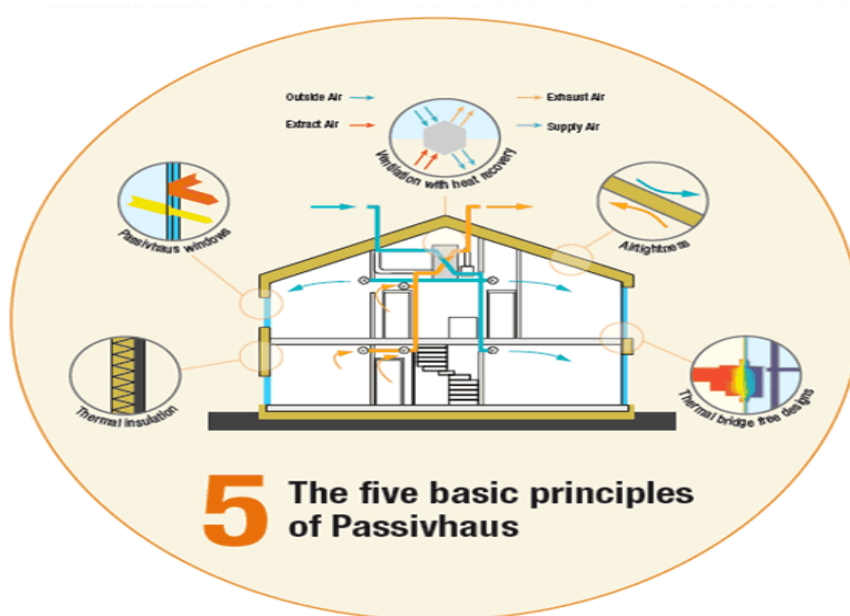 Outside Air
Exhaust Air
Extract Air
Supply Air
Ventilation with heat recovery
Passivhaus windows
Airtightness
Thermal insulation
Thermal bridge free designs
5
The five basic principles
of Passivhaus